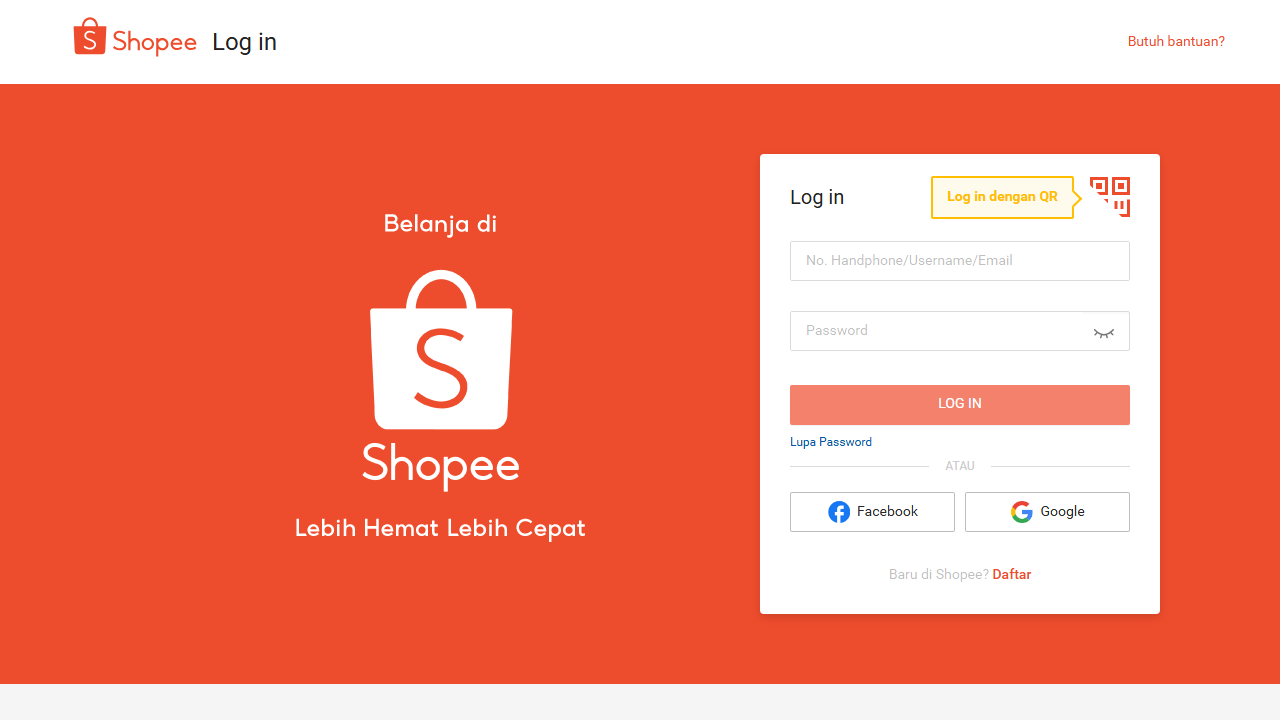 Shopee Log in
Butuh bantuan?
Belanja di
Shopee
Lebih Hemat Lebih Cepat
Log in
Log in dengan QR
No. Handphone/Username/Email
Password
LOG IN
Lupa Password
ATAU
Facebook
Google
Baru di Shopee? Daftar